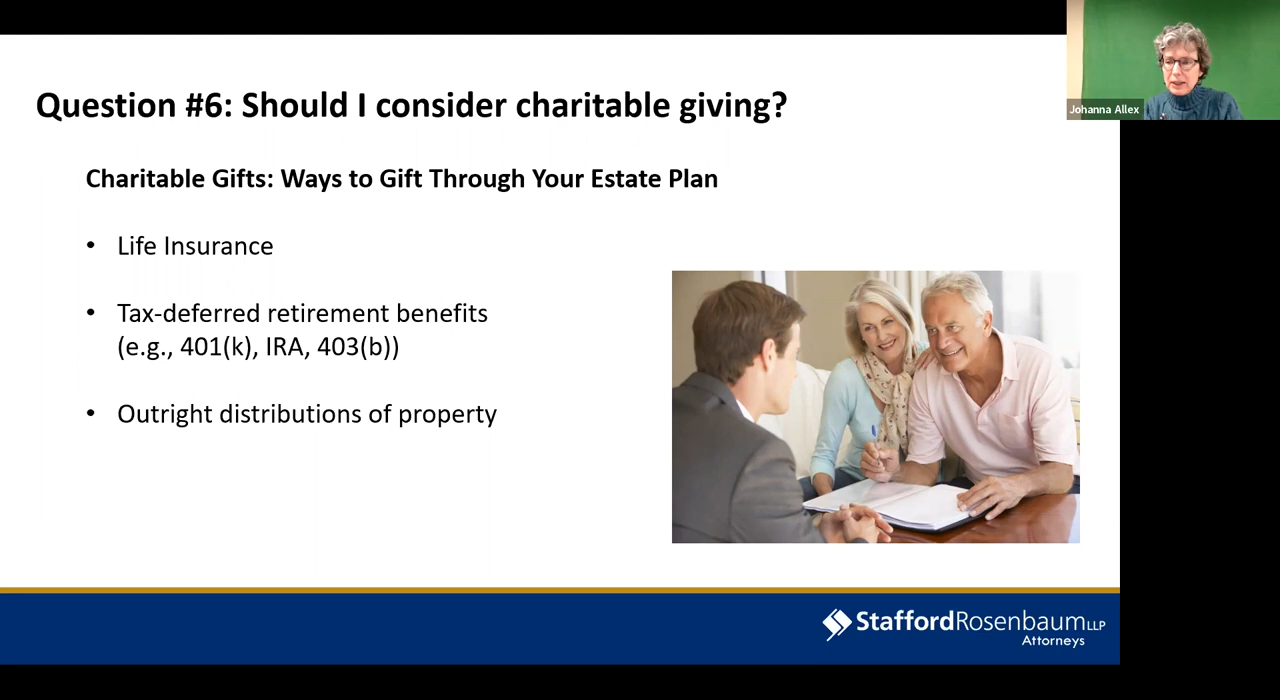 Question #6: Should I consider charitable giving?
Johanna Allex
Charitable Gifts: Ways to Gift Through Your Estate Plan
• Life Insurance
• Tax-deferred retirement benefits
(e.g., 401(k), IRA, 403(b))
• Outright distributions of property
StaffordRosenbaum LLP
Attorneys